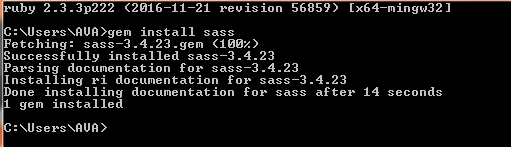 ruby 2.3.3p222 (2016-11-21 revision 56859) [x64-mingw32]
C:\Users\AVA>gem install sass
Fetching: sass-3.4.23.gem (100%)
Successfully installed sass-3.4.23
Parsing documentation for sass-3.4.23
Installing ri documentation for sass-3.4.23
Done installing documentation for sass after 14 seconds
1 gem installed
C:\Users\AVA>